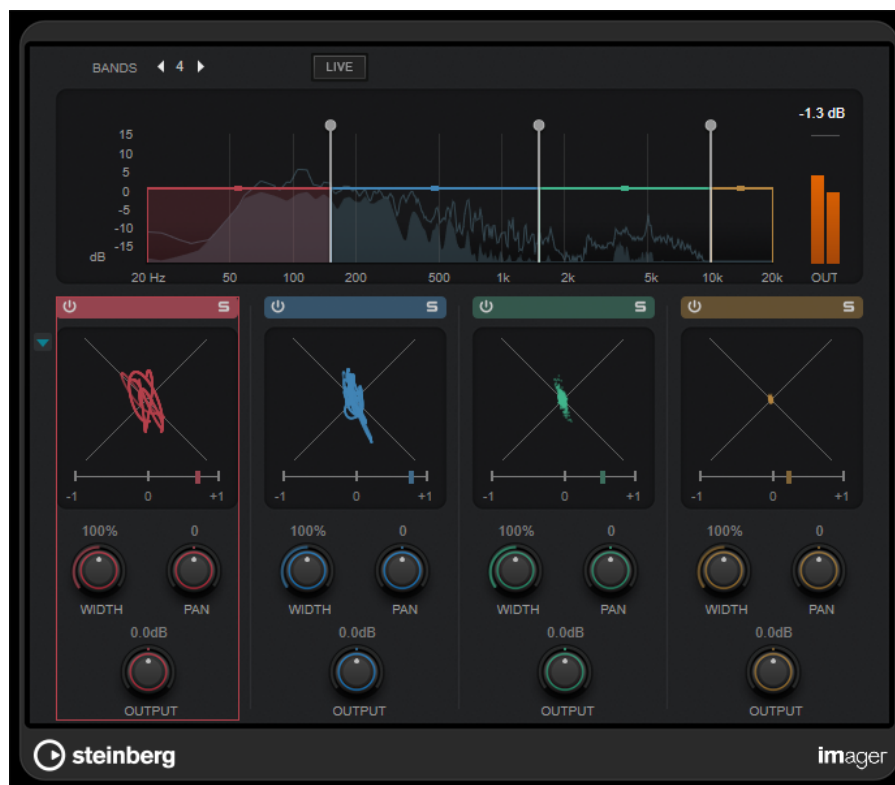 BANDS 4 LIVE
-1.3 dB
15
10
5
0
-5
-10
-15
dB
20 Hz 50 100 200 500 1k 2k 5k 10k 20k OUT
S S S S
-1 0 +1 -1 0 +1 -1 0 +1 -1 0 +1
100% 0 100% 0 100% 0 100% 0
WIDTH PAN WIDTH PAN WIDTH PAN WIDTH PAN
0.0dB 0.0dB 0.0dB 0.0dB
OUTPUT OUTPUT OUTPUT OUTPUT
steinberg imager